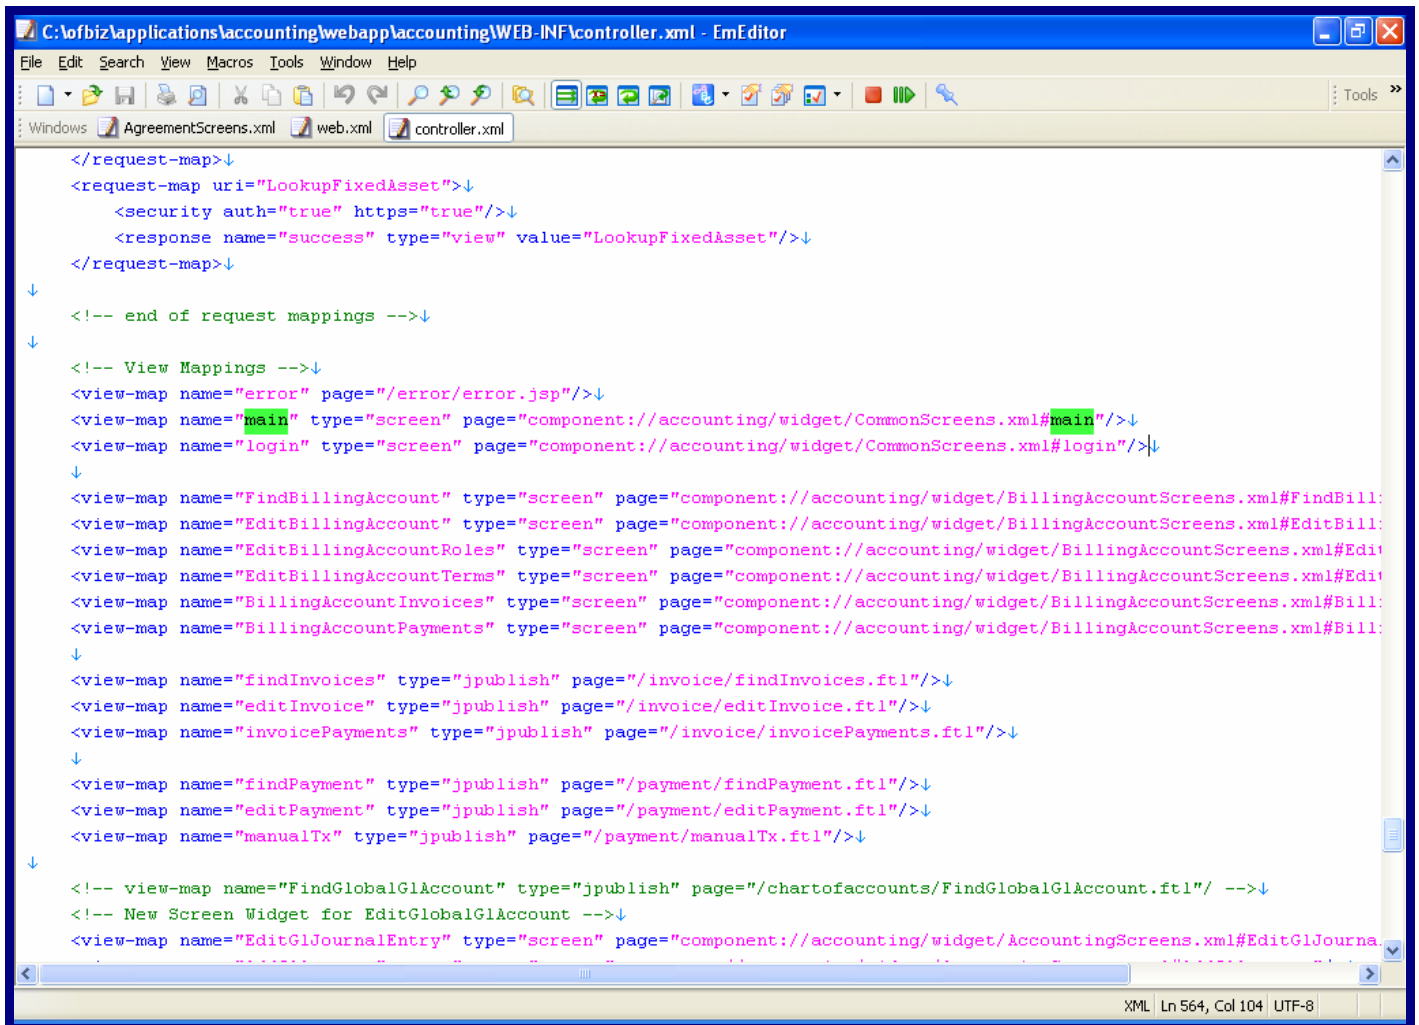 C:\ofbiz\applications\accounting\webapp\accounting\WEB-INF\controller.xml - EmEditor
File Edit Search View Macros Tools Window Help
Tools »
Windows AgreementScreens.xml web.xml controller.xml
</request-map>↓
<request-map uri="LookupFixedAsset">↓
<security auth="true" https="true"/>↓
<response name="success" type="view" value="LookupFixedAsset"/>↓
</request-map>↓
↓
<!-- end of request mappings -->↓
↓
<!-- View Mappings -->↓
<view-map name="error" page="/error/error.jsp"/>↓
<view-map name="main" type="screen" page="component://accounting/widget/CommonScreens.xml#main"/>↓
<view-map name="login" type="screen" page="component://accounting/widget/CommonScreens.xml#login"/>↓
↓
<view-map name="FindBillingAccount" type="screen" page="component://accounting/widget/BillingAccountScreens.xml#FindBill
<view-map name="EditBillingAccount" type="screen" page="component://accounting/widget/BillingAccountScreens.xml#EditBill
<view-map name="EditBillingAccountRoles" type="screen" page="component://accounting/widget/BillingAccountScreens.xml#Edit
<view-map name="EditBillingAccountTerms" type="screen" page="component://accounting/widget/BillingAccountScreens.xml#Edit
<view-map name="BillingAccountInvoices" type="screen" page="component://accounting/widget/BillingAccountScreens.xml#Bill
<view-map name="BillingAccountPayments" type="screen" page="component://accounting/widget/BillingAccountScreens.xml#Bill
↓
<view-map name="findInvoices" type="jpublish" page="/invoice/findInvoices.ftl"/>↓
<view-map name="editInvoice" type="jpublish" page="/invoice/editInvoice.ftl"/>↓
<view-map name="invoicePayments" type="jpublish" page="/invoice/invoicePayments.ftl"/>↓
↓
<view-map name="findPayment" type="jpublish" page="/payment/findPayment.ftl"/>↓
<view-map name="editPayment" type="jpublish" page="/payment/editPayment.ftl"/>↓
<view-map name="manualTx" type="jpublish" page="/payment/manualTx.ftl"/>↓
↓
<!-- view-map name="FindGlobalGlAccount" type="jpublish" page="/chartofaccounts/FindGlobalGlAccount.ftl"/ -->↓
<!-- New Screen Widget for EditGlobalGlAccount -->↓
<view-map name="EditGlJournalEntry" type="screen" page="component://accounting/widget/AccountingScreens.xml#EditGlJourna
XML Ln 564, Col 104 UTF-8